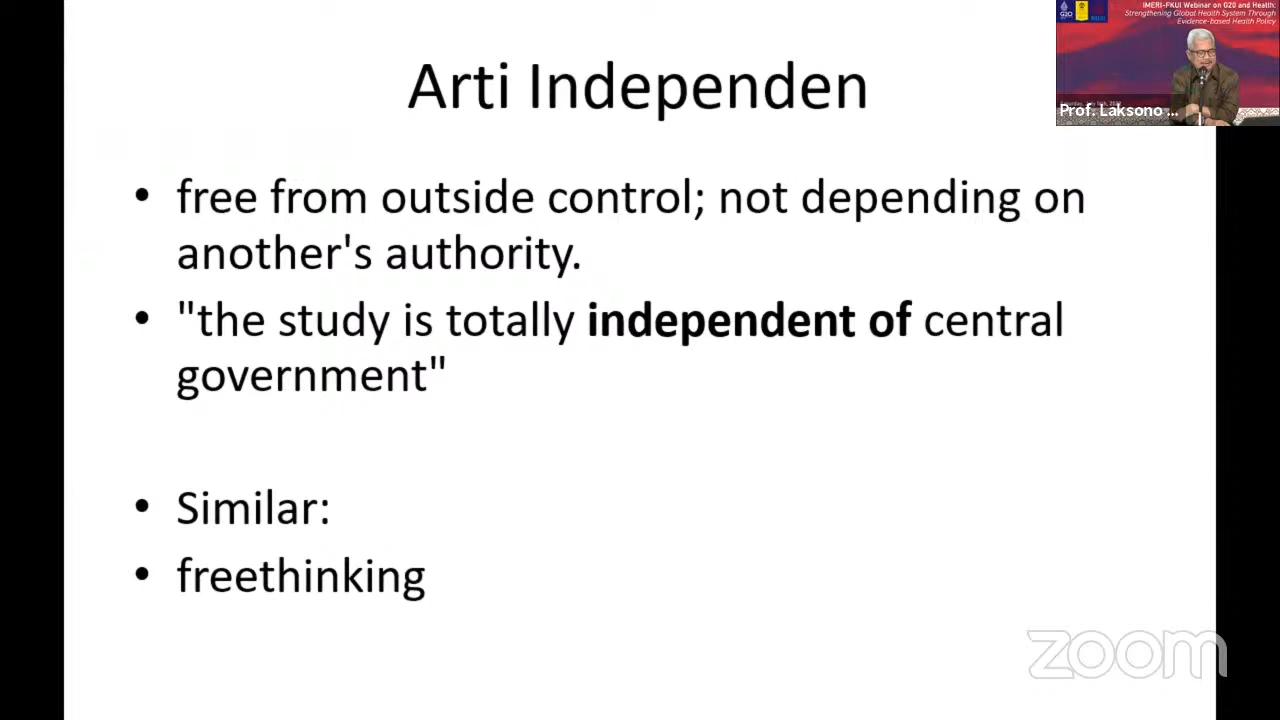 Arti Independen
• free from outside control; not depending on
another's authority.
• "the study is totally independent of central
government"
• Similar:
• freethinking
IMERI-FKUI Webinar on G20 and Health:
Strengthening Global Health System Through
Evidence-based Health Policy
G20
IMERI
Prof. Laksono ...
zoom